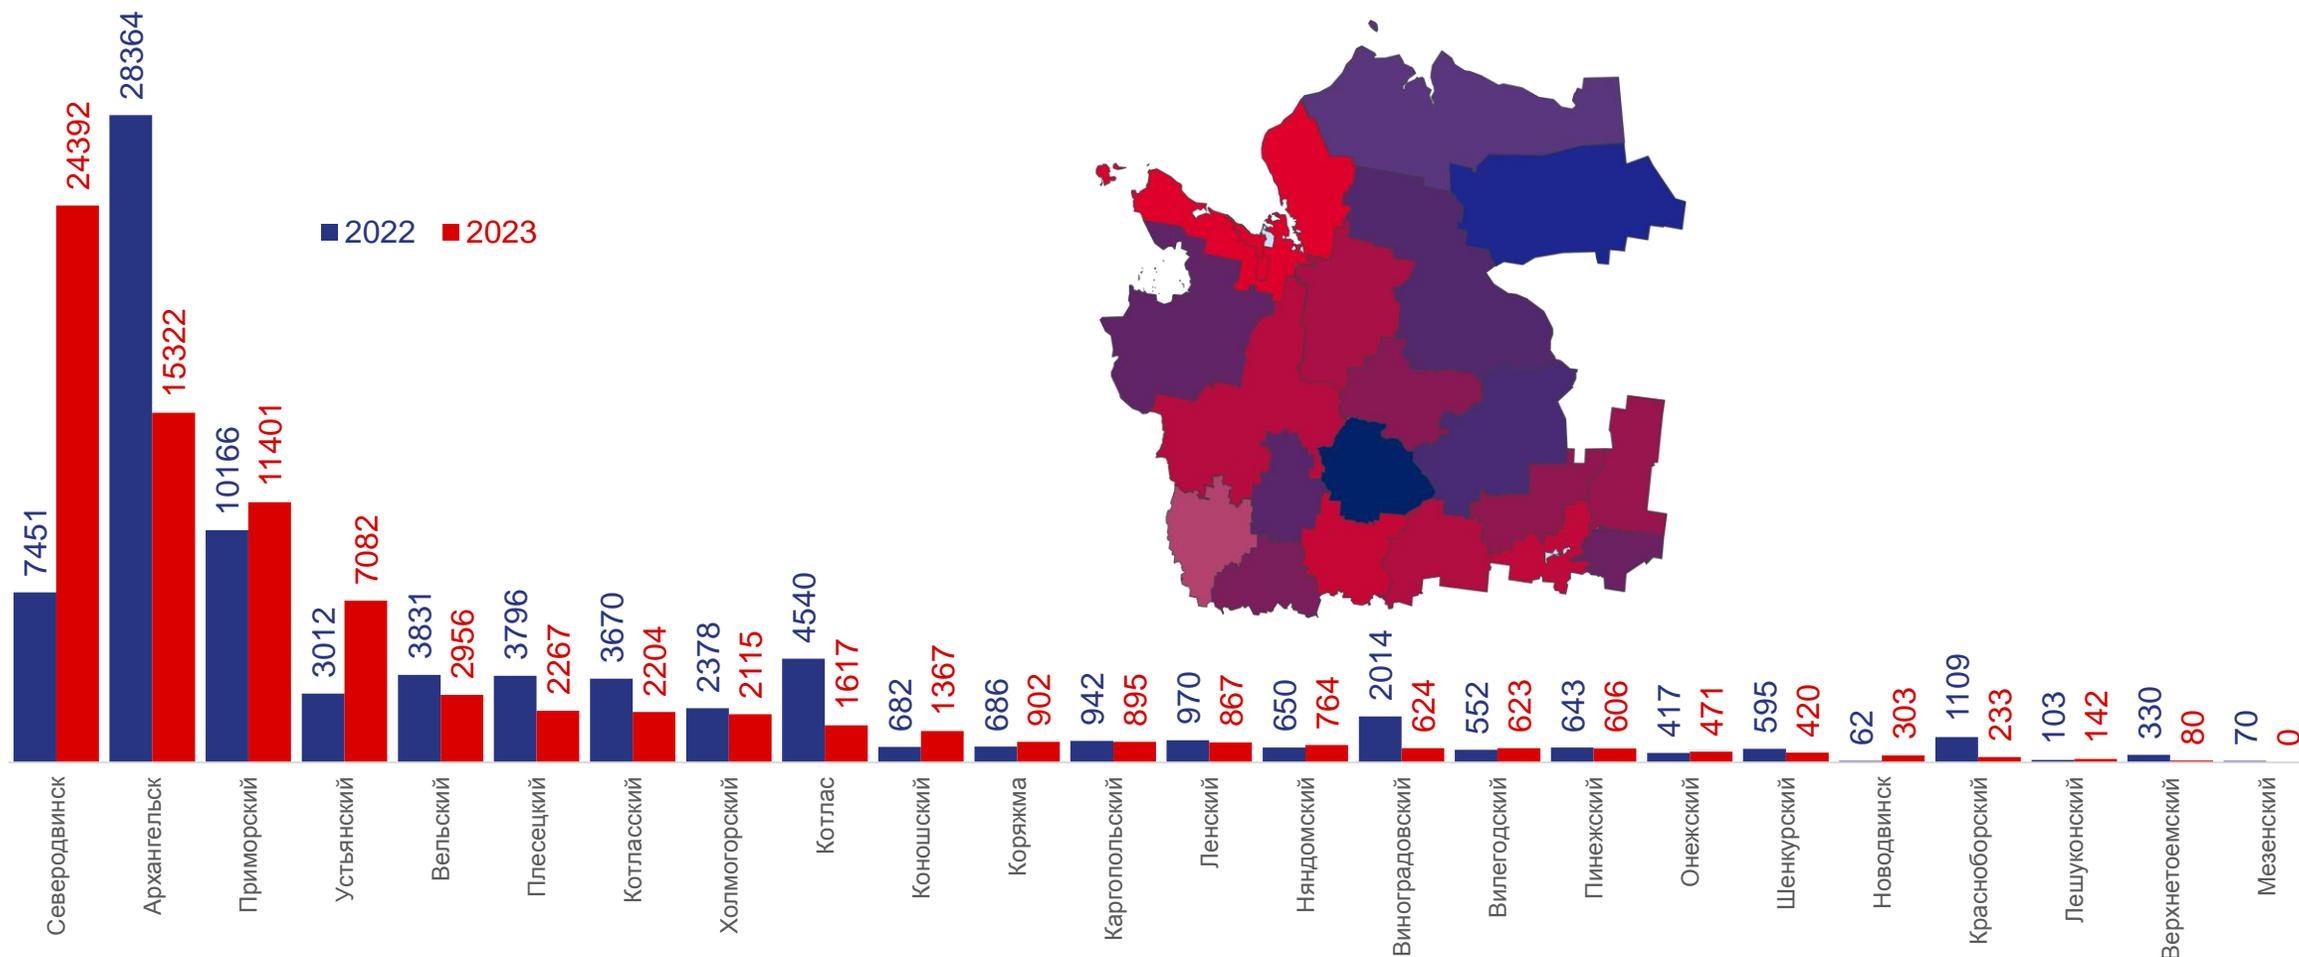 2022
2023
7451
24392
28364
15322
10166
11401
3012
7082
3831
2956
3796
2267
3670
2204
2378
2115
4540
1617
682
1367
686
902
942
895
970
867
650
764
2014
624
552
623
643
606
417
471
595
420
62
303
1109
233
103
142
330
80
70
0
Северодвинск
Архангельск
Приморский
Устьянский
Вельский
Плесецкий
Котласский
Холмогорский
Котлас
Коношский
Коряжма
Каргопольский
Ленский
Няндомский
Виноградовский
Вилегодский
Пинежский
Онежский
Шенкурский
Новодвинск
Красноборский
Лешуконский
Верхнетоемский
Мезенский